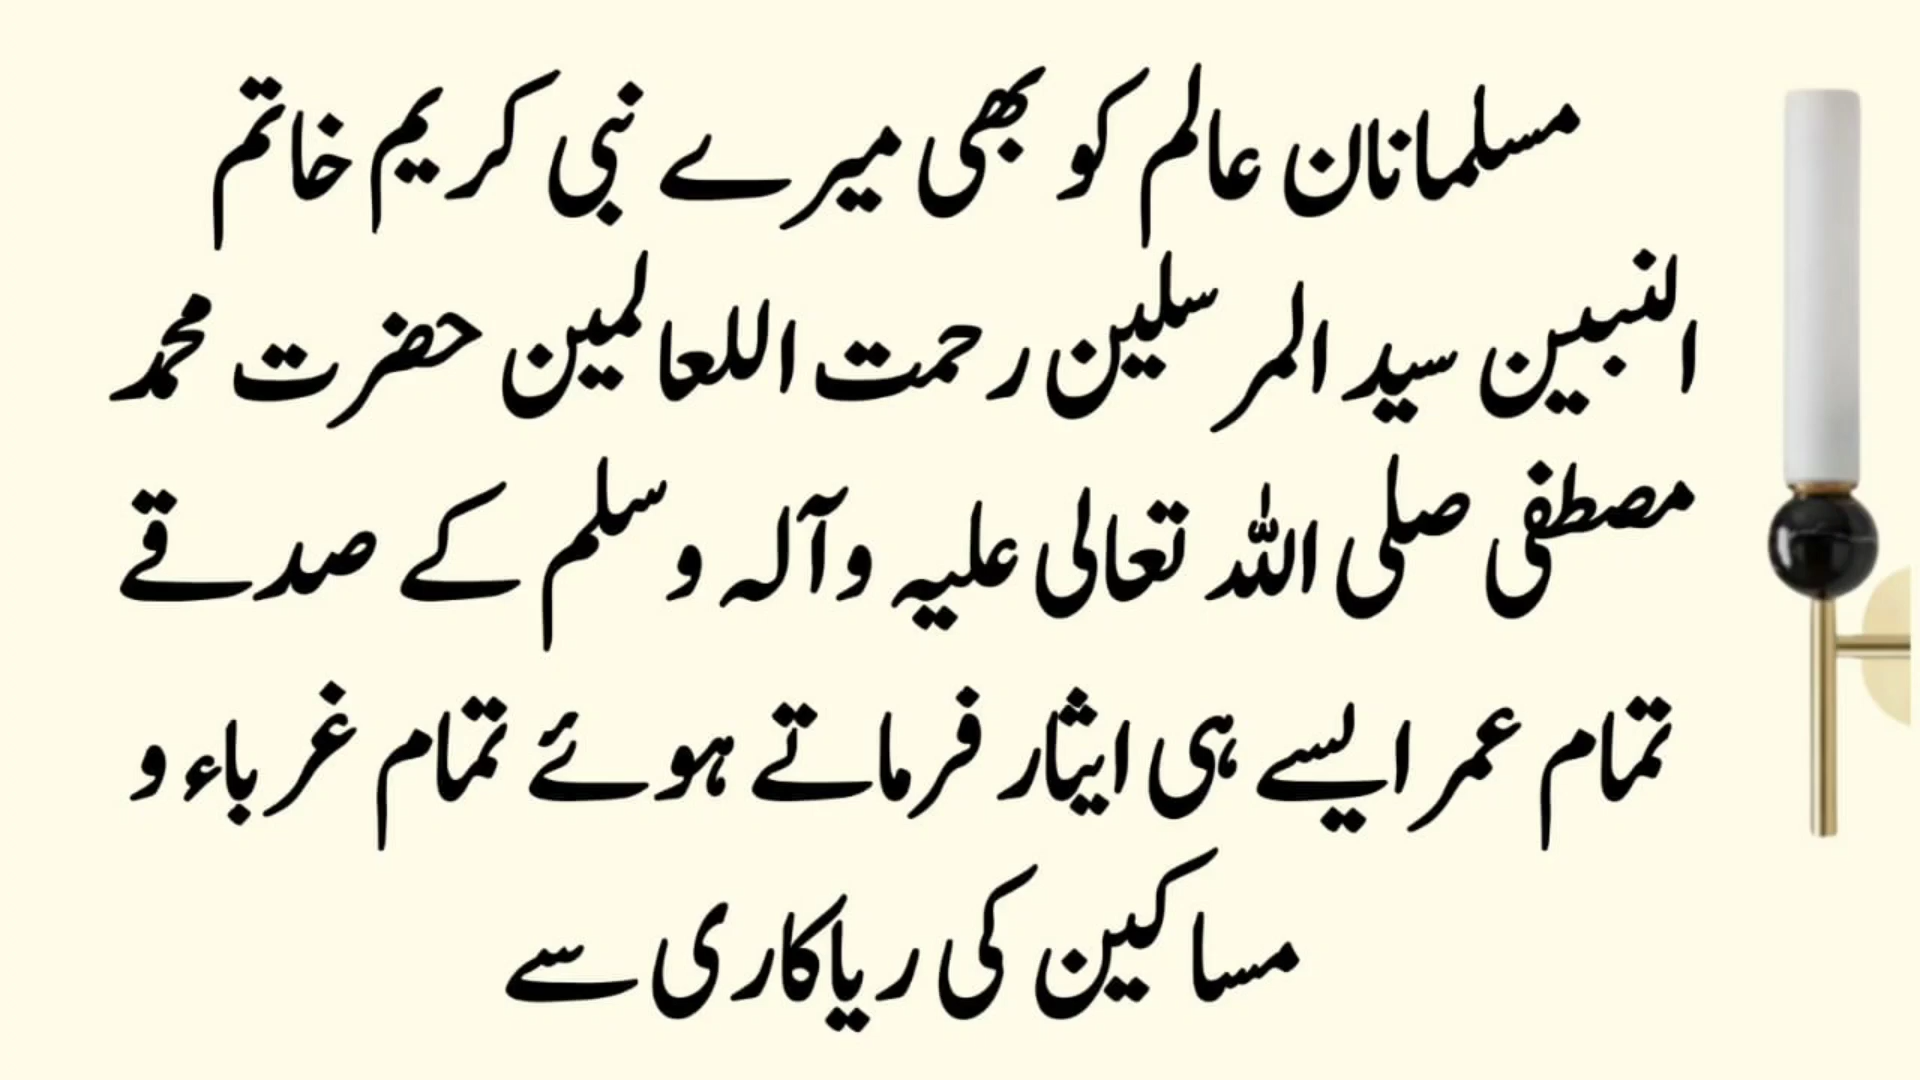 مسلمانان عالم کو بھی میرے نبی کریم خاتم
النبیین سید المرسلین رحمت اللعالمین حضرت محمد
مصطفی صلی اللہ تعالی علیہ وآلہ وسلم کے صدقے
تمام عمر ایسے ہی ایثار فرماتے ہوئے تمام غرباء و
مساکین کی ریاکاری سے